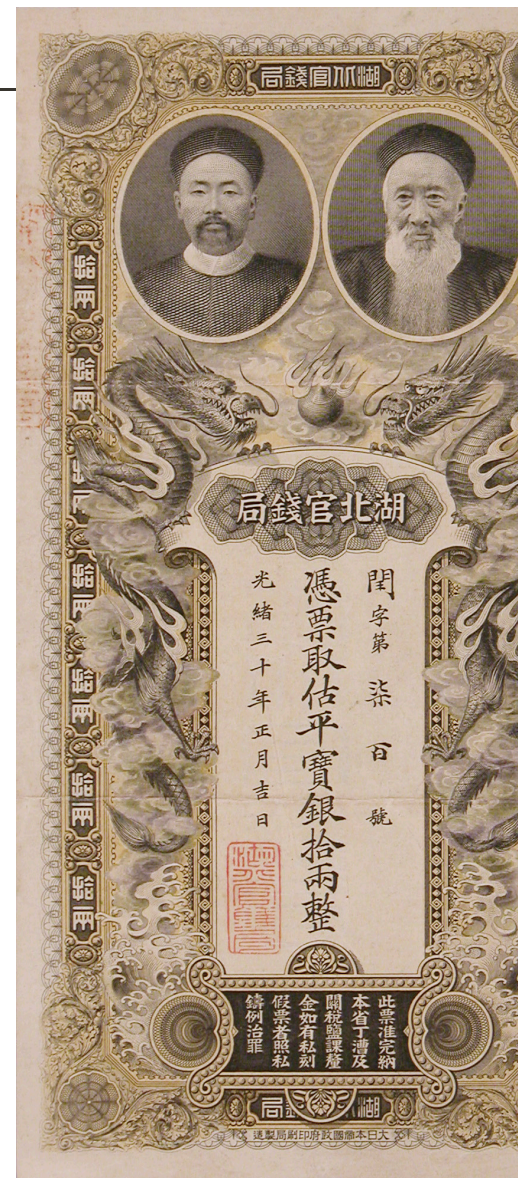 湖北官錢局
湖北官錢局
閏字第柒百號
憑票取估平寶銀拾兩整
光緒三十年正月吉日
此票准完納
本省丁漕及
關稅鹽課釐
金如有私刻
假票者照私
鑄例治罪
大日本帝國政府印刷局製造